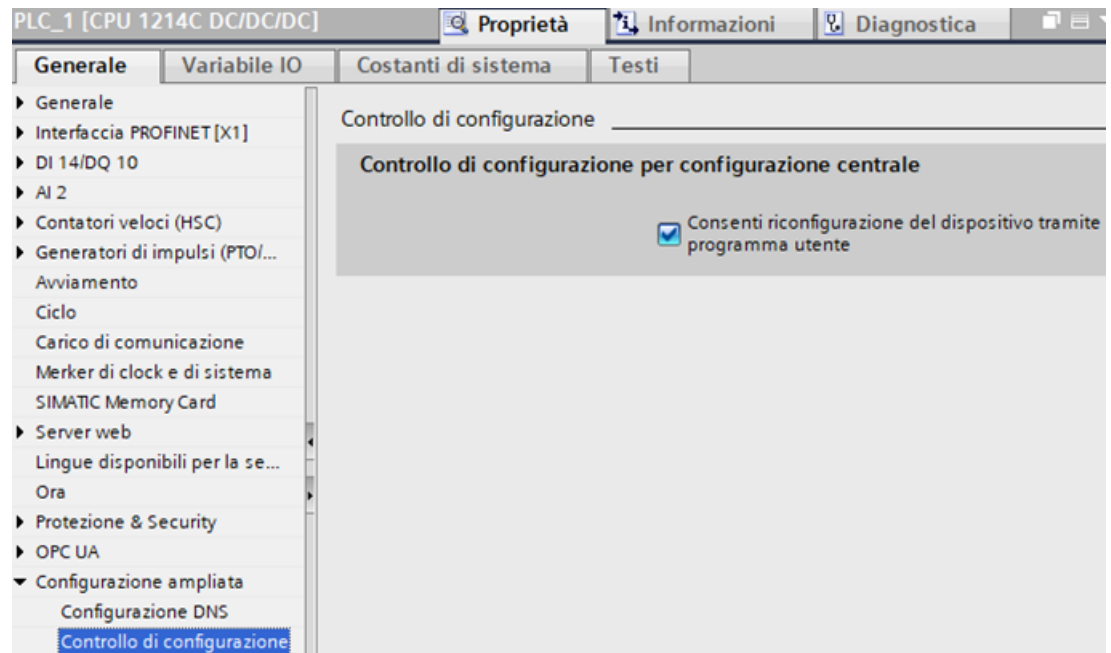 PLC_1 [CPU 1214C DC/DC/DC]
Proprietà
Informazioni
Diagnostica
Generale
Variabile IO
Costanti di sistema
Testi
Generale
Interfaccia PROFINET [X1]
DI 14/DQ 10
AI 2
Contatori veloci (HSC)
Generatori di impulsi (PTO/...
Avviamento
Ciclo
Carico di comunicazione
Merker di clock e di sistema
SIMATIC Memory Card
Server web
Lingue disponibili per la se...
Ora
Protezione & Security
OPC UA
Configurazione ampliata
Configurazione DNS
Controllo di configurazione
Controllo di configurazione
Controllo di configurazione per configurazione centrale
Consenti riconfigurazione del dispositivo tramite
programma utente